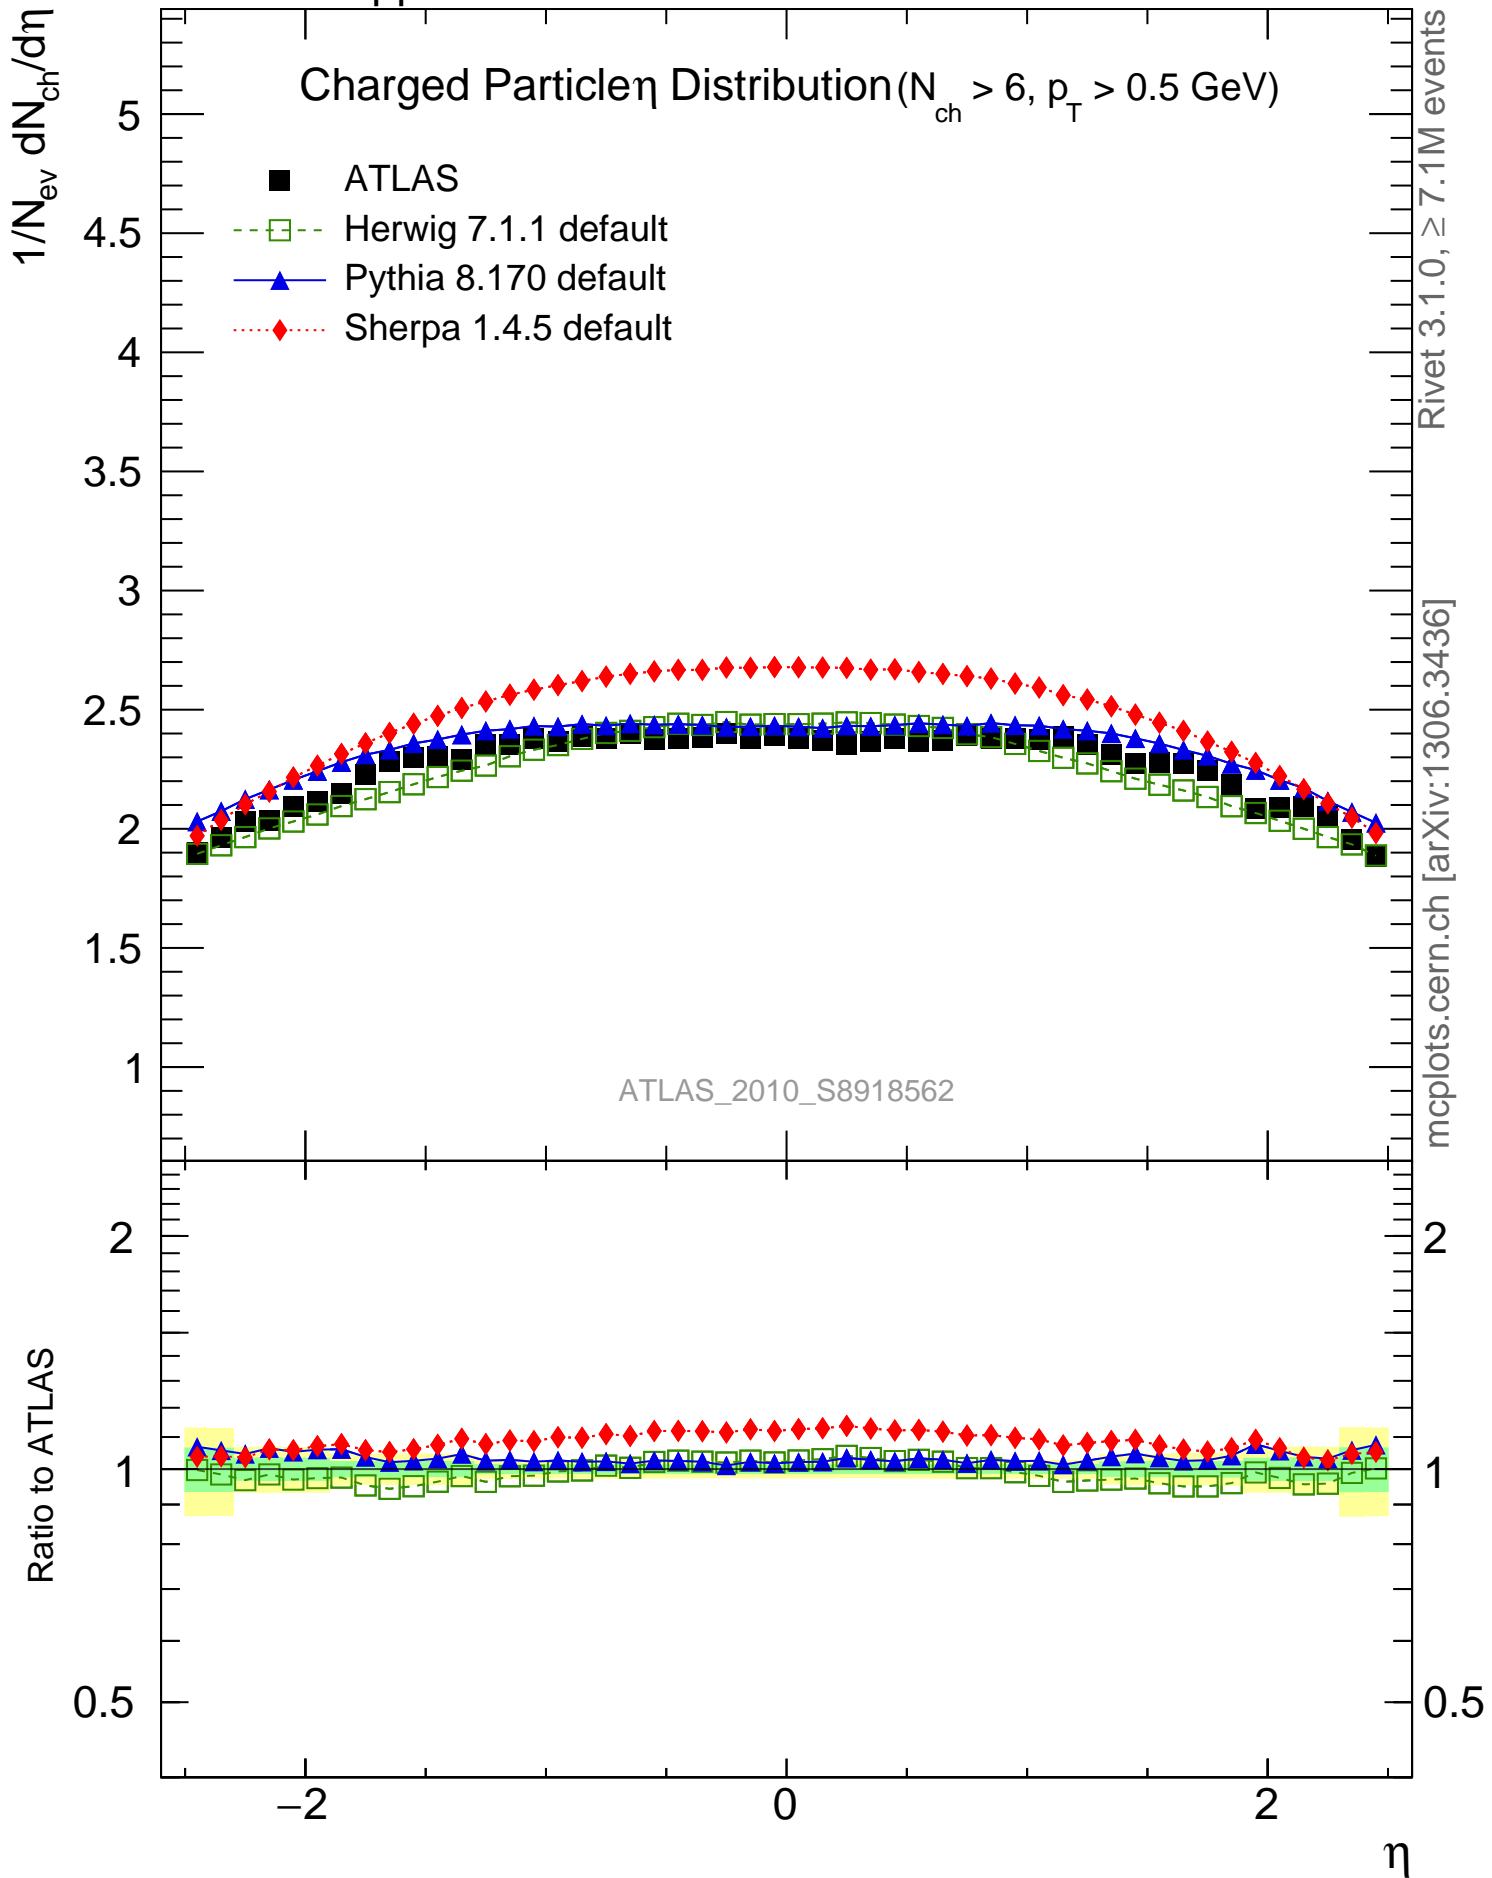 pp
1/N_ev dN_ch/dη
Charged Particleη Distribution (N_ch > 6, p_T > 0.5 GeV)
ATLAS
Herwig 7.1.1 default
Pythia 8.170 default
Sherpa 1.4.5 default
5
4.5
4
3.5
3
2.5
2
1.5
1
ATLAS_2010_S8918562
Rivet 3.1.0, ≥ 7.1M events
mcplots.cern.ch [arXiv:1306.3436]
Ratio to ATLAS
2
1
0.5
2
1
0.5
−2
0
2
η